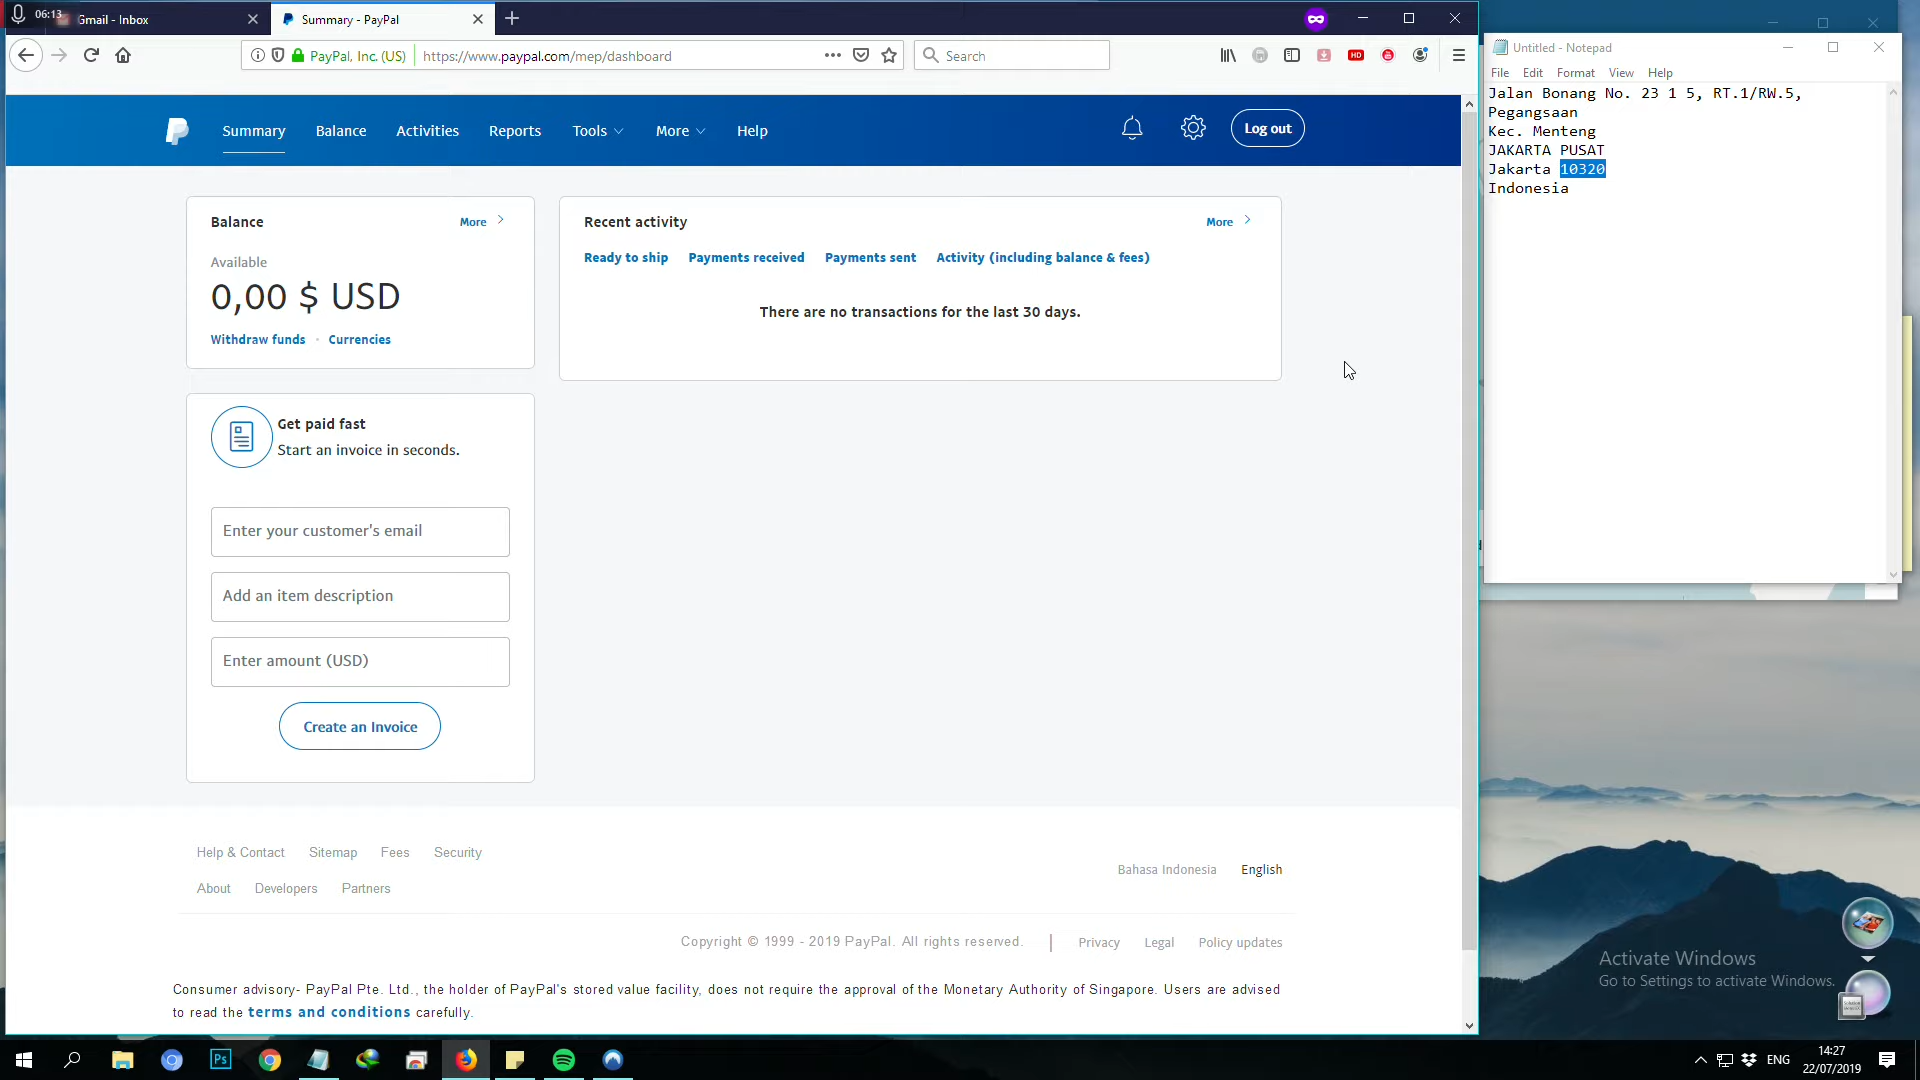 06:13
Gmail - Inbox
Summary - PayPal
PayPal, Inc. (US)
https://www.paypal.com/mep/dashboard
Search
HD
Summary
Balance
Activities
Reports
Tools
More
Help
Log out
Balance
More
Available
0,00 $ USD
Withdraw funds
Currencies
Recent activity
More
Ready to ship
Payments received
Payments sent
Activity (including balance & fees)
There are no transactions for the last 30 days.
Get paid fast
Start an invoice in seconds.
Enter your customer's email
Add an item description
Enter amount (USD)
Create an Invoice
Help & Contact
Sitemap
Fees
Security
About
Developers
Partners
Bahasa Indonesia
English
Copyright © 1999 - 2019 PayPal. All rights reserved.
Privacy
Legal
Policy updates
Consumer advisory- PayPal Pte. Ltd., the holder of PayPal's stored value facility, does not require the approval of the Monetary Authority of Singapore. Users are advised
to read the terms and conditions carefully.
Untitled - Notepad
File
Edit
Format
View
Help
Jalan Bonang No. 23 1 5, RT.1/RW.5,
Pegangsaan
Kec. Menteng
JAKARTA PUSAT
Jakarta 10320
Indonesia
Activate Windows
Go to Settings to activate Windows.
Ps
ENG
14:27
22/07/2019